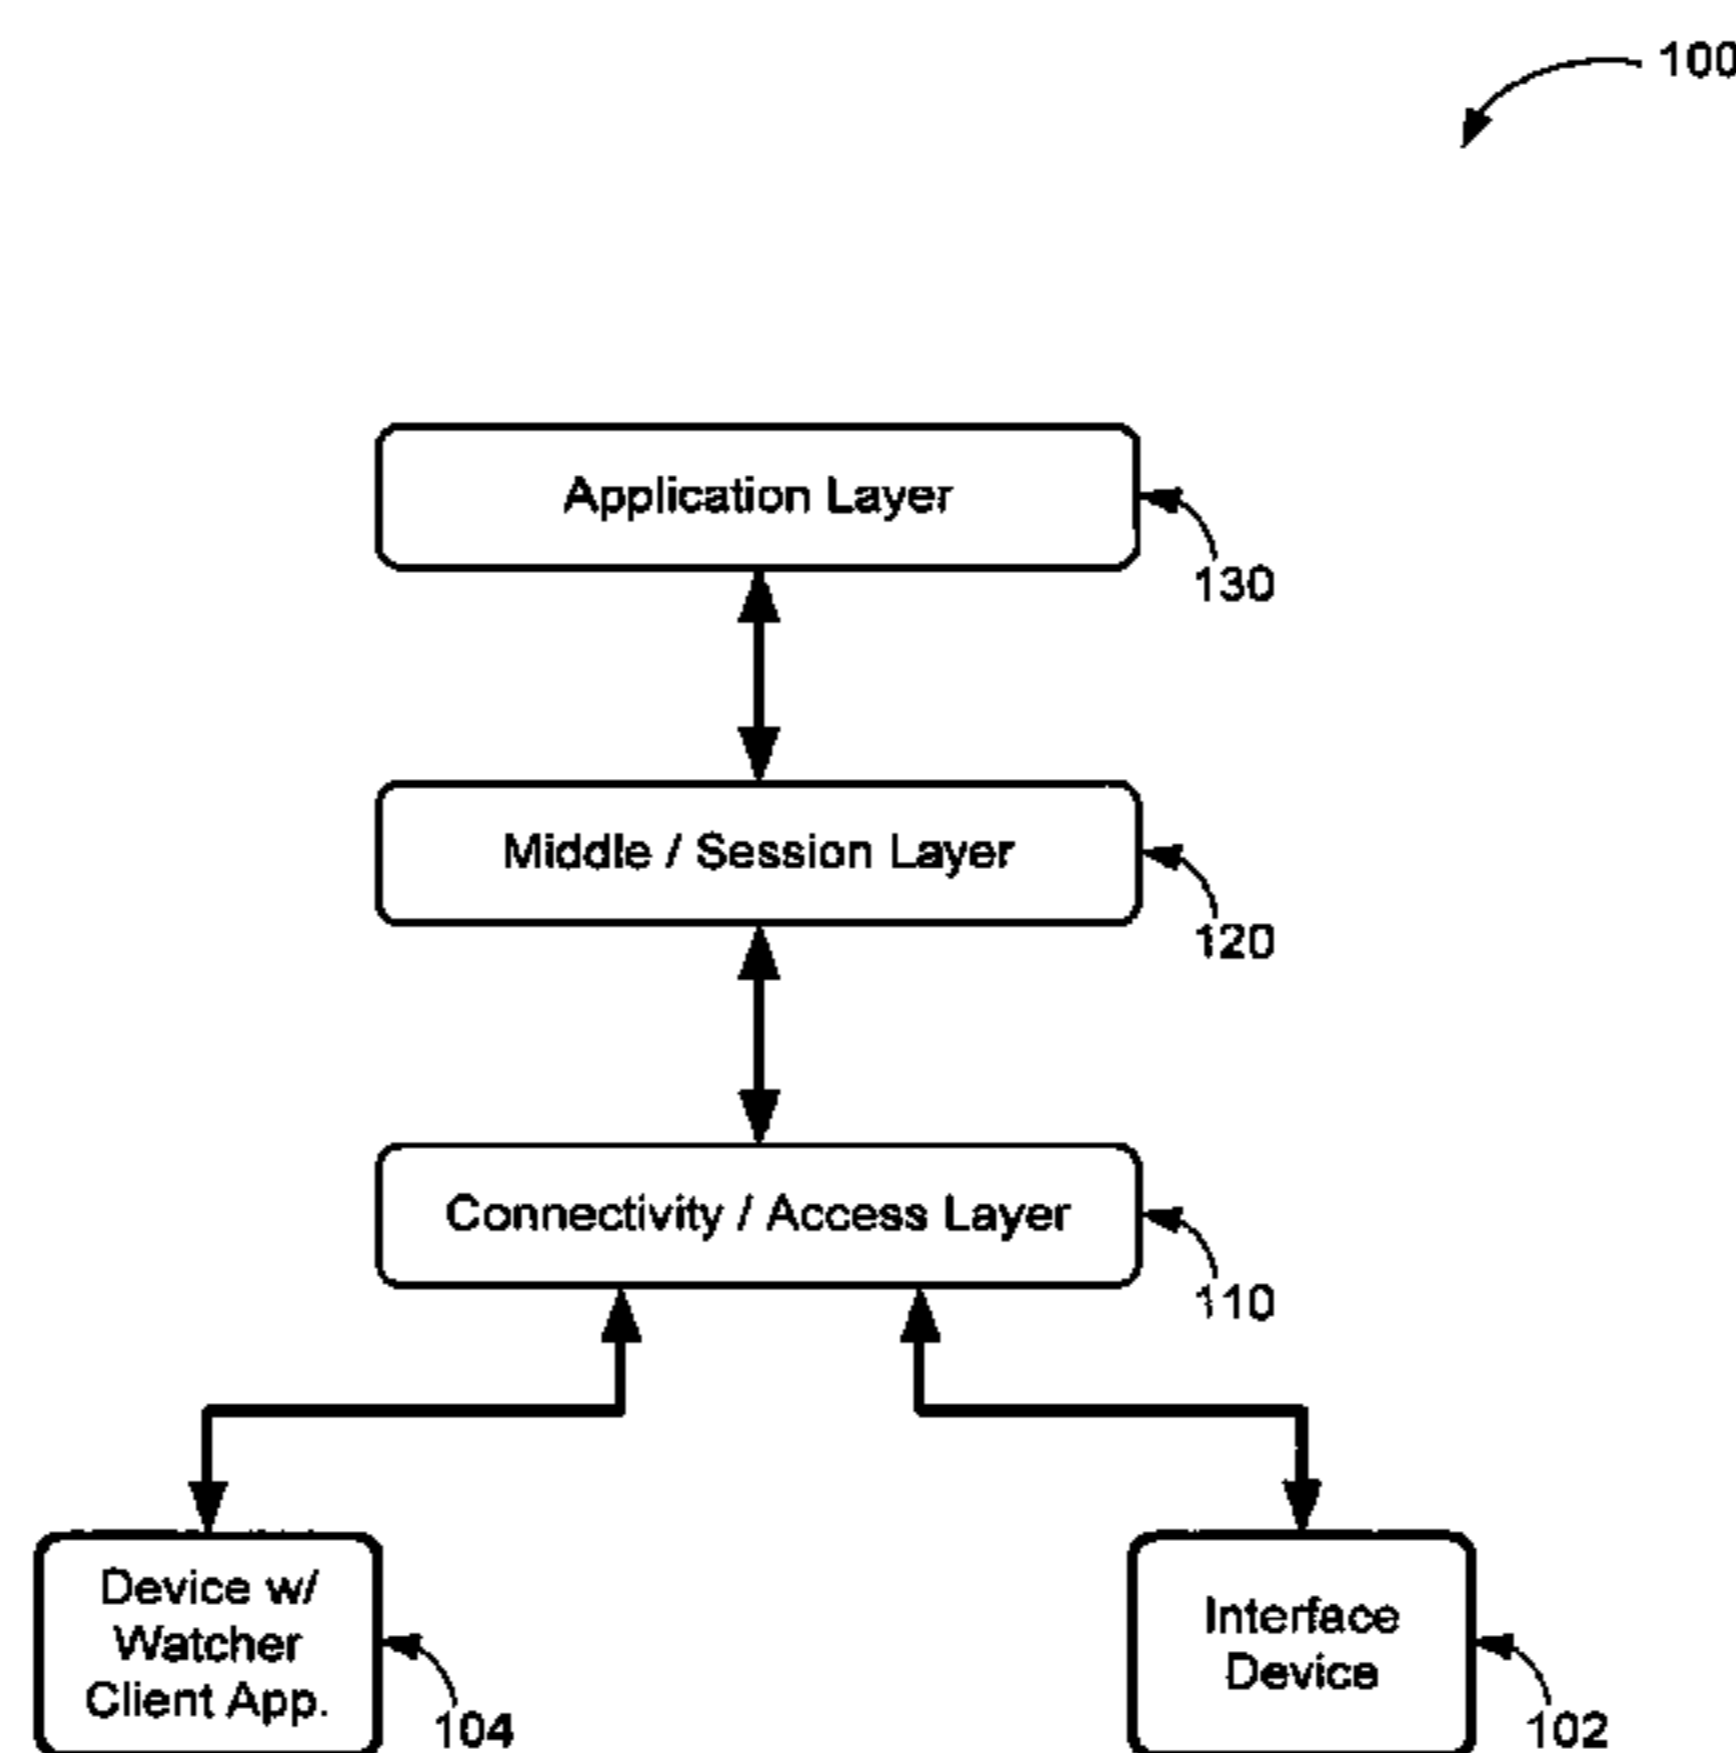 100
Application Layer
130
Middle / Session Layer
120
Connectivity / Access Layer
110
Device w/
Watcher
Client App.
104
Interface
Device
102